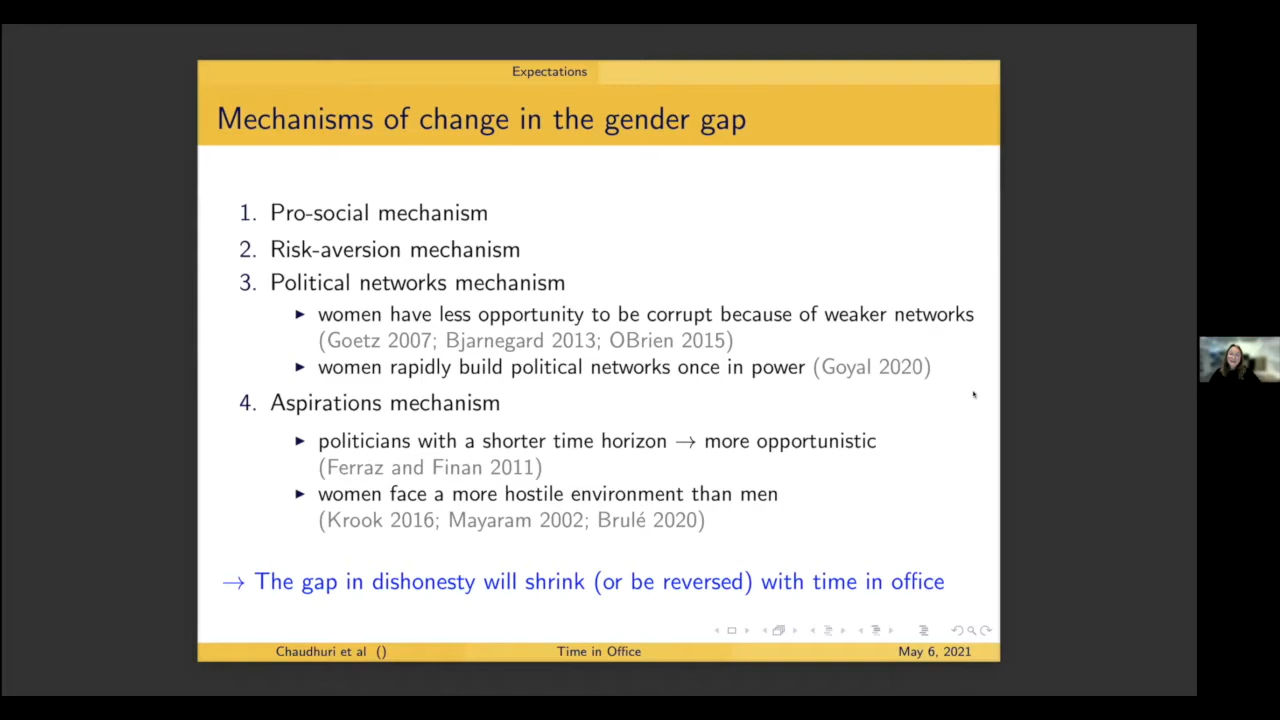 Expectations
Mechanisms of change in the gender gap
1. Pro-social mechanism
2. Risk-aversion mechanism
3. Political networks mechanism
▶ women have less opportunity to be corrupt because of weaker networks
(Goetz 2007; Bjarnegard 2013; OBrien 2015)
▶ women rapidly build political networks once in power (Goyal 2020)
4. Aspirations mechanism
▶ politicians with a shorter time horizon → more opportunistic
(Ferraz and Finan 2011)
▶ women face a more hostile environment than men
(Krook 2016; Mayaram 2002; Brulé 2020)
→ The gap in dishonesty will shrink (or be reversed) with time in office
Chaudhuri et al () Time in Office May 6, 2021